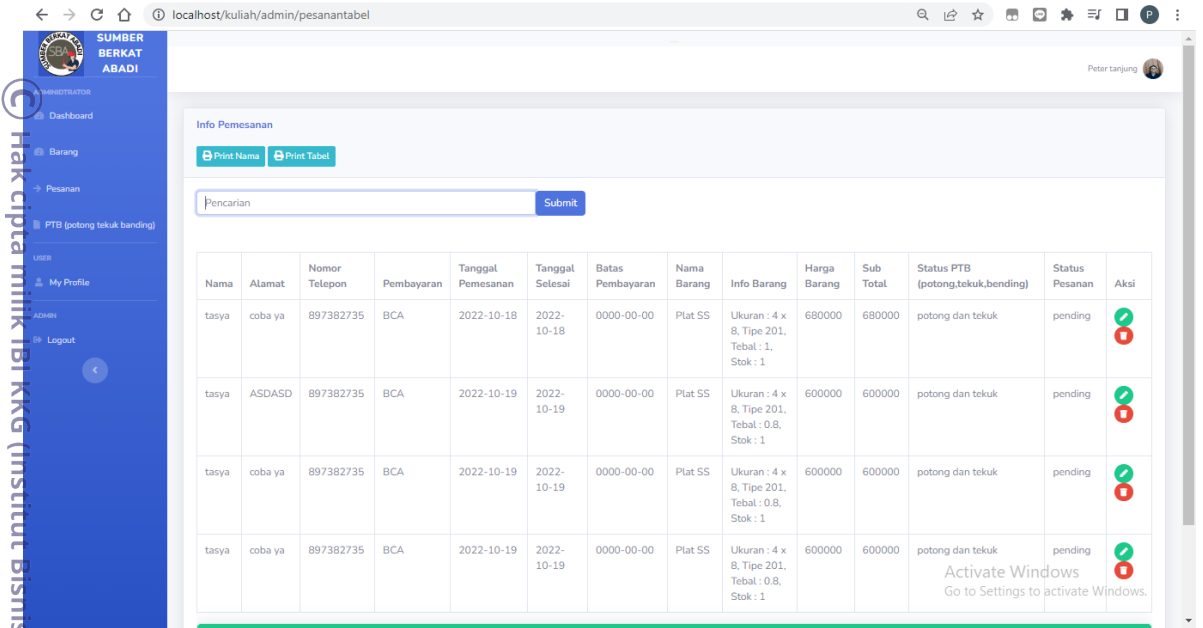 localhost/kuliah/admin/pesanantabel
P
SUMBER
BERKAT
ABADI
SBA
Peter tanjung
ADMINIDTRATOR
Dashboard
Barang
Pesanan
PTB (potong tekuk banding)
USER
My Profile
ADMIN
Logout
Info Pemesanan
Print Nama Print Tabel
Pencarian Submit
Nama Alamat Nomor Telepon Pembayaran Tanggal Pemesanan Tanggal Selesai Batas Pembayaran Nama Barang Info Barang Harga Barang Sub Total Status PTB (potong,tekuk,bending) Status Pesanan Aksi
tasya coba ya 897382735 BCA 2022-10-18 2022-10-18 0000-00-00 Plat SS Ukuran : 4 x 8, Tipe 201, Tebal : 1, Stok : 1 680000 680000 potong dan tekuk pending
tasya ASDASD 897382735 BCA 2022-10-19 2022-10-19 0000-00-00 Plat SS Ukuran : 4 x 8, Tipe 201, Tebal : 0.8, Stok : 1 600000 600000 potong dan tekuk pending
tasya coba ya 897382735 BCA 2022-10-19 2022-10-19 0000-00-00 Plat SS Ukuran : 4 x 8, Tipe 201, Tebal : 0.8, Stok : 1 600000 600000 potong dan tekuk pending
tasya coba ya 897382735 BCA 2022-10-19 2022-10-19 0000-00-00 Plat SS Ukuran : 4 x 8, Tipe 201, Tebal : 0.8, Stok : 1 600000 600000 potong dan tekuk pending
Activate Windows
Go to Settings to activate Windows.
© Hak cipta milik IBI KKG (Institut Bisnis